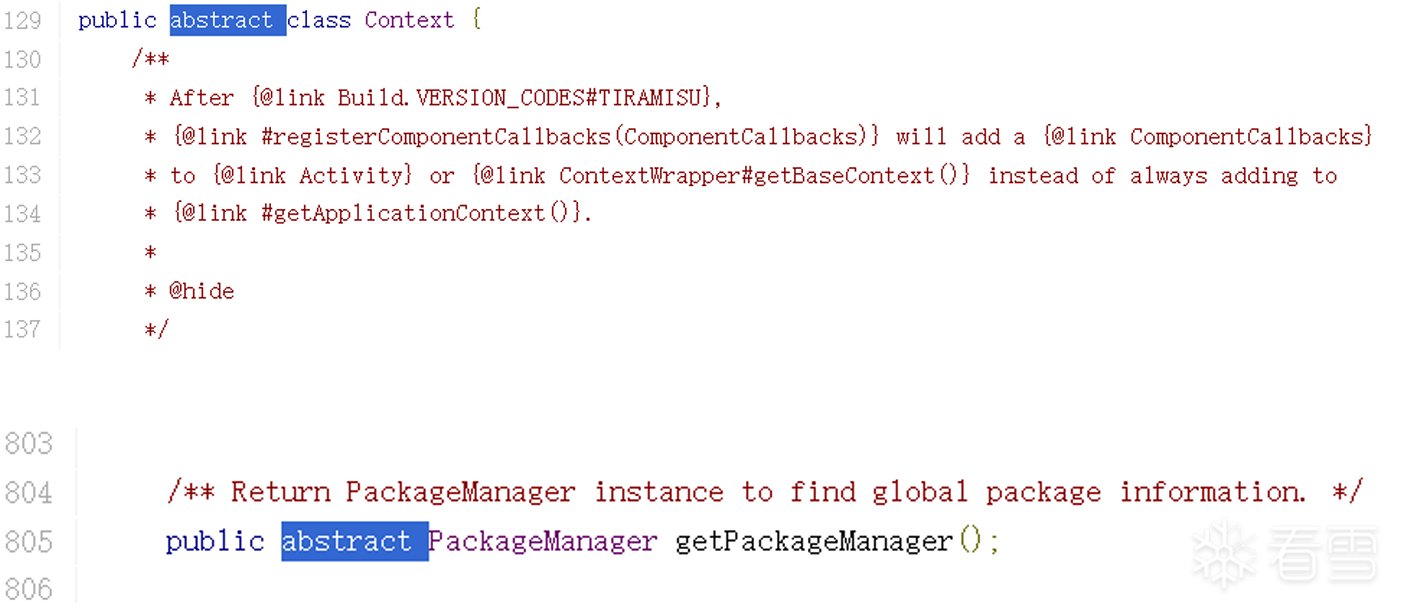 129 public abstract class Context {
130 /**
131 * After {@link Build.VERSION_CODES#TIRAMISU},
132 * {@link #registerComponentCallbacks(ComponentCallbacks)} will add a {@link ComponentCallbacks}
133 * to {@link Activity} or {@link ContextWrapper#getBaseContext()} instead of always adding to
134 * {@link #getApplicationContext()}.
135 *
136 * @hide
137 */
803
804 /** Return PackageManager instance to find global package information. */
805 public abstract PackageManager getPackageManager();
806
看雪